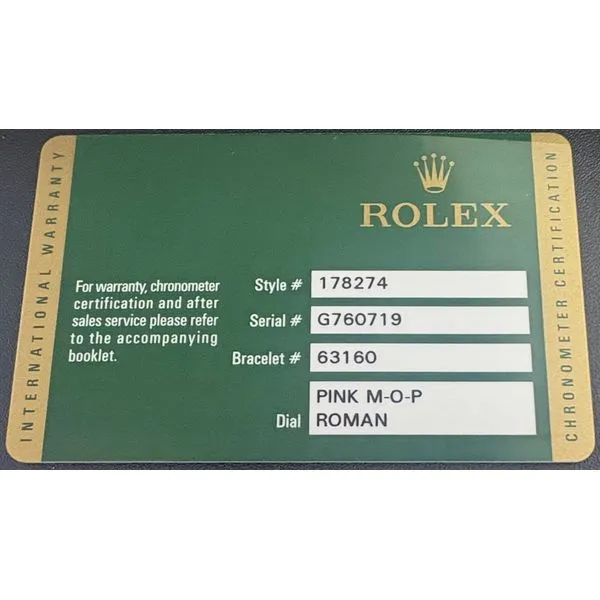 INTERNATIONAL WARRANTY
ROLEX
For warranty, chronometer
certification and after
sales service please refer
to the accompanying
booklet.
Style # 178274
Serial # G760719
Bracelet # 63160
Dial PINK M-O-P
ROMAN
CHRONOMETER CERTIFICATION